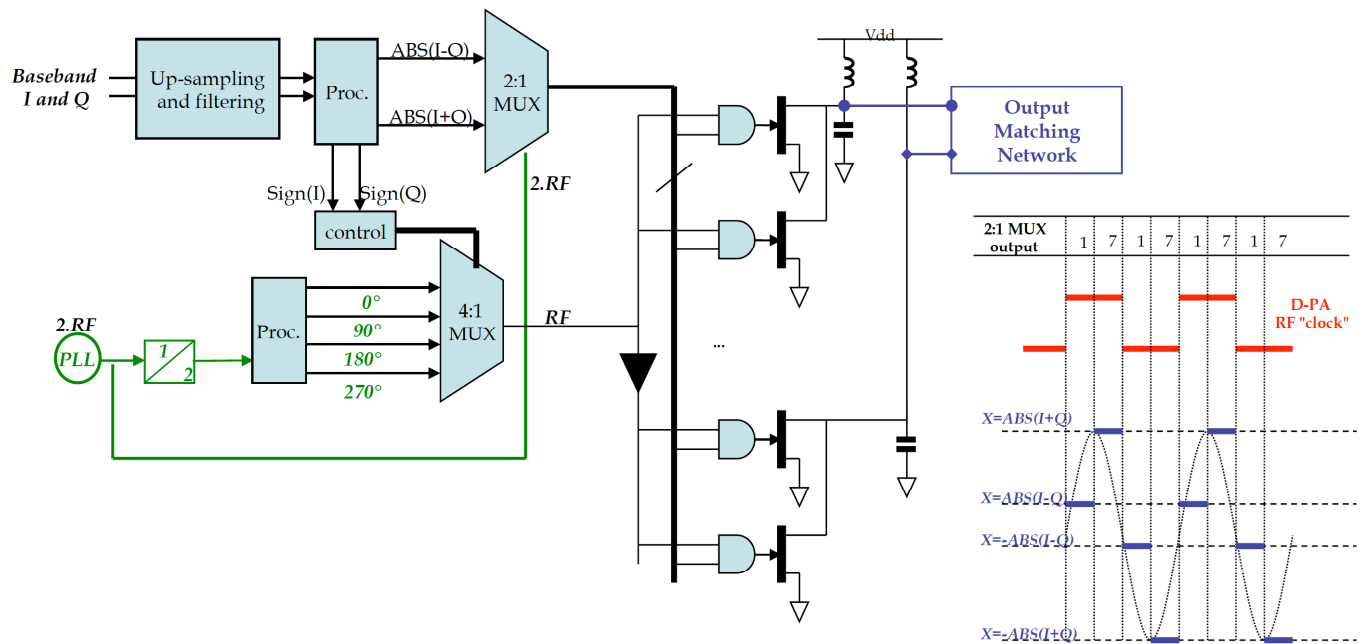 Baseband
I and Q
Up-sampling
and filtering
Proc.
ABS(I-Q)
ABS(I+Q)
2:1
MUX
Sign(I)
Sign(Q)
control
2.RF
2.RF
PLL
1
2
Proc.
0°
90°
180°
270°
4:1
MUX
RF
...
Vdd
Output
Matching
Network
2:1 MUX
output
1 7 1 7 1 7 1 7
D-PA
RF "clock"
X=ABS(I+Q)
X=ABS(I-Q)
X=-ABS(I-Q)
X=-ABS(I+Q)